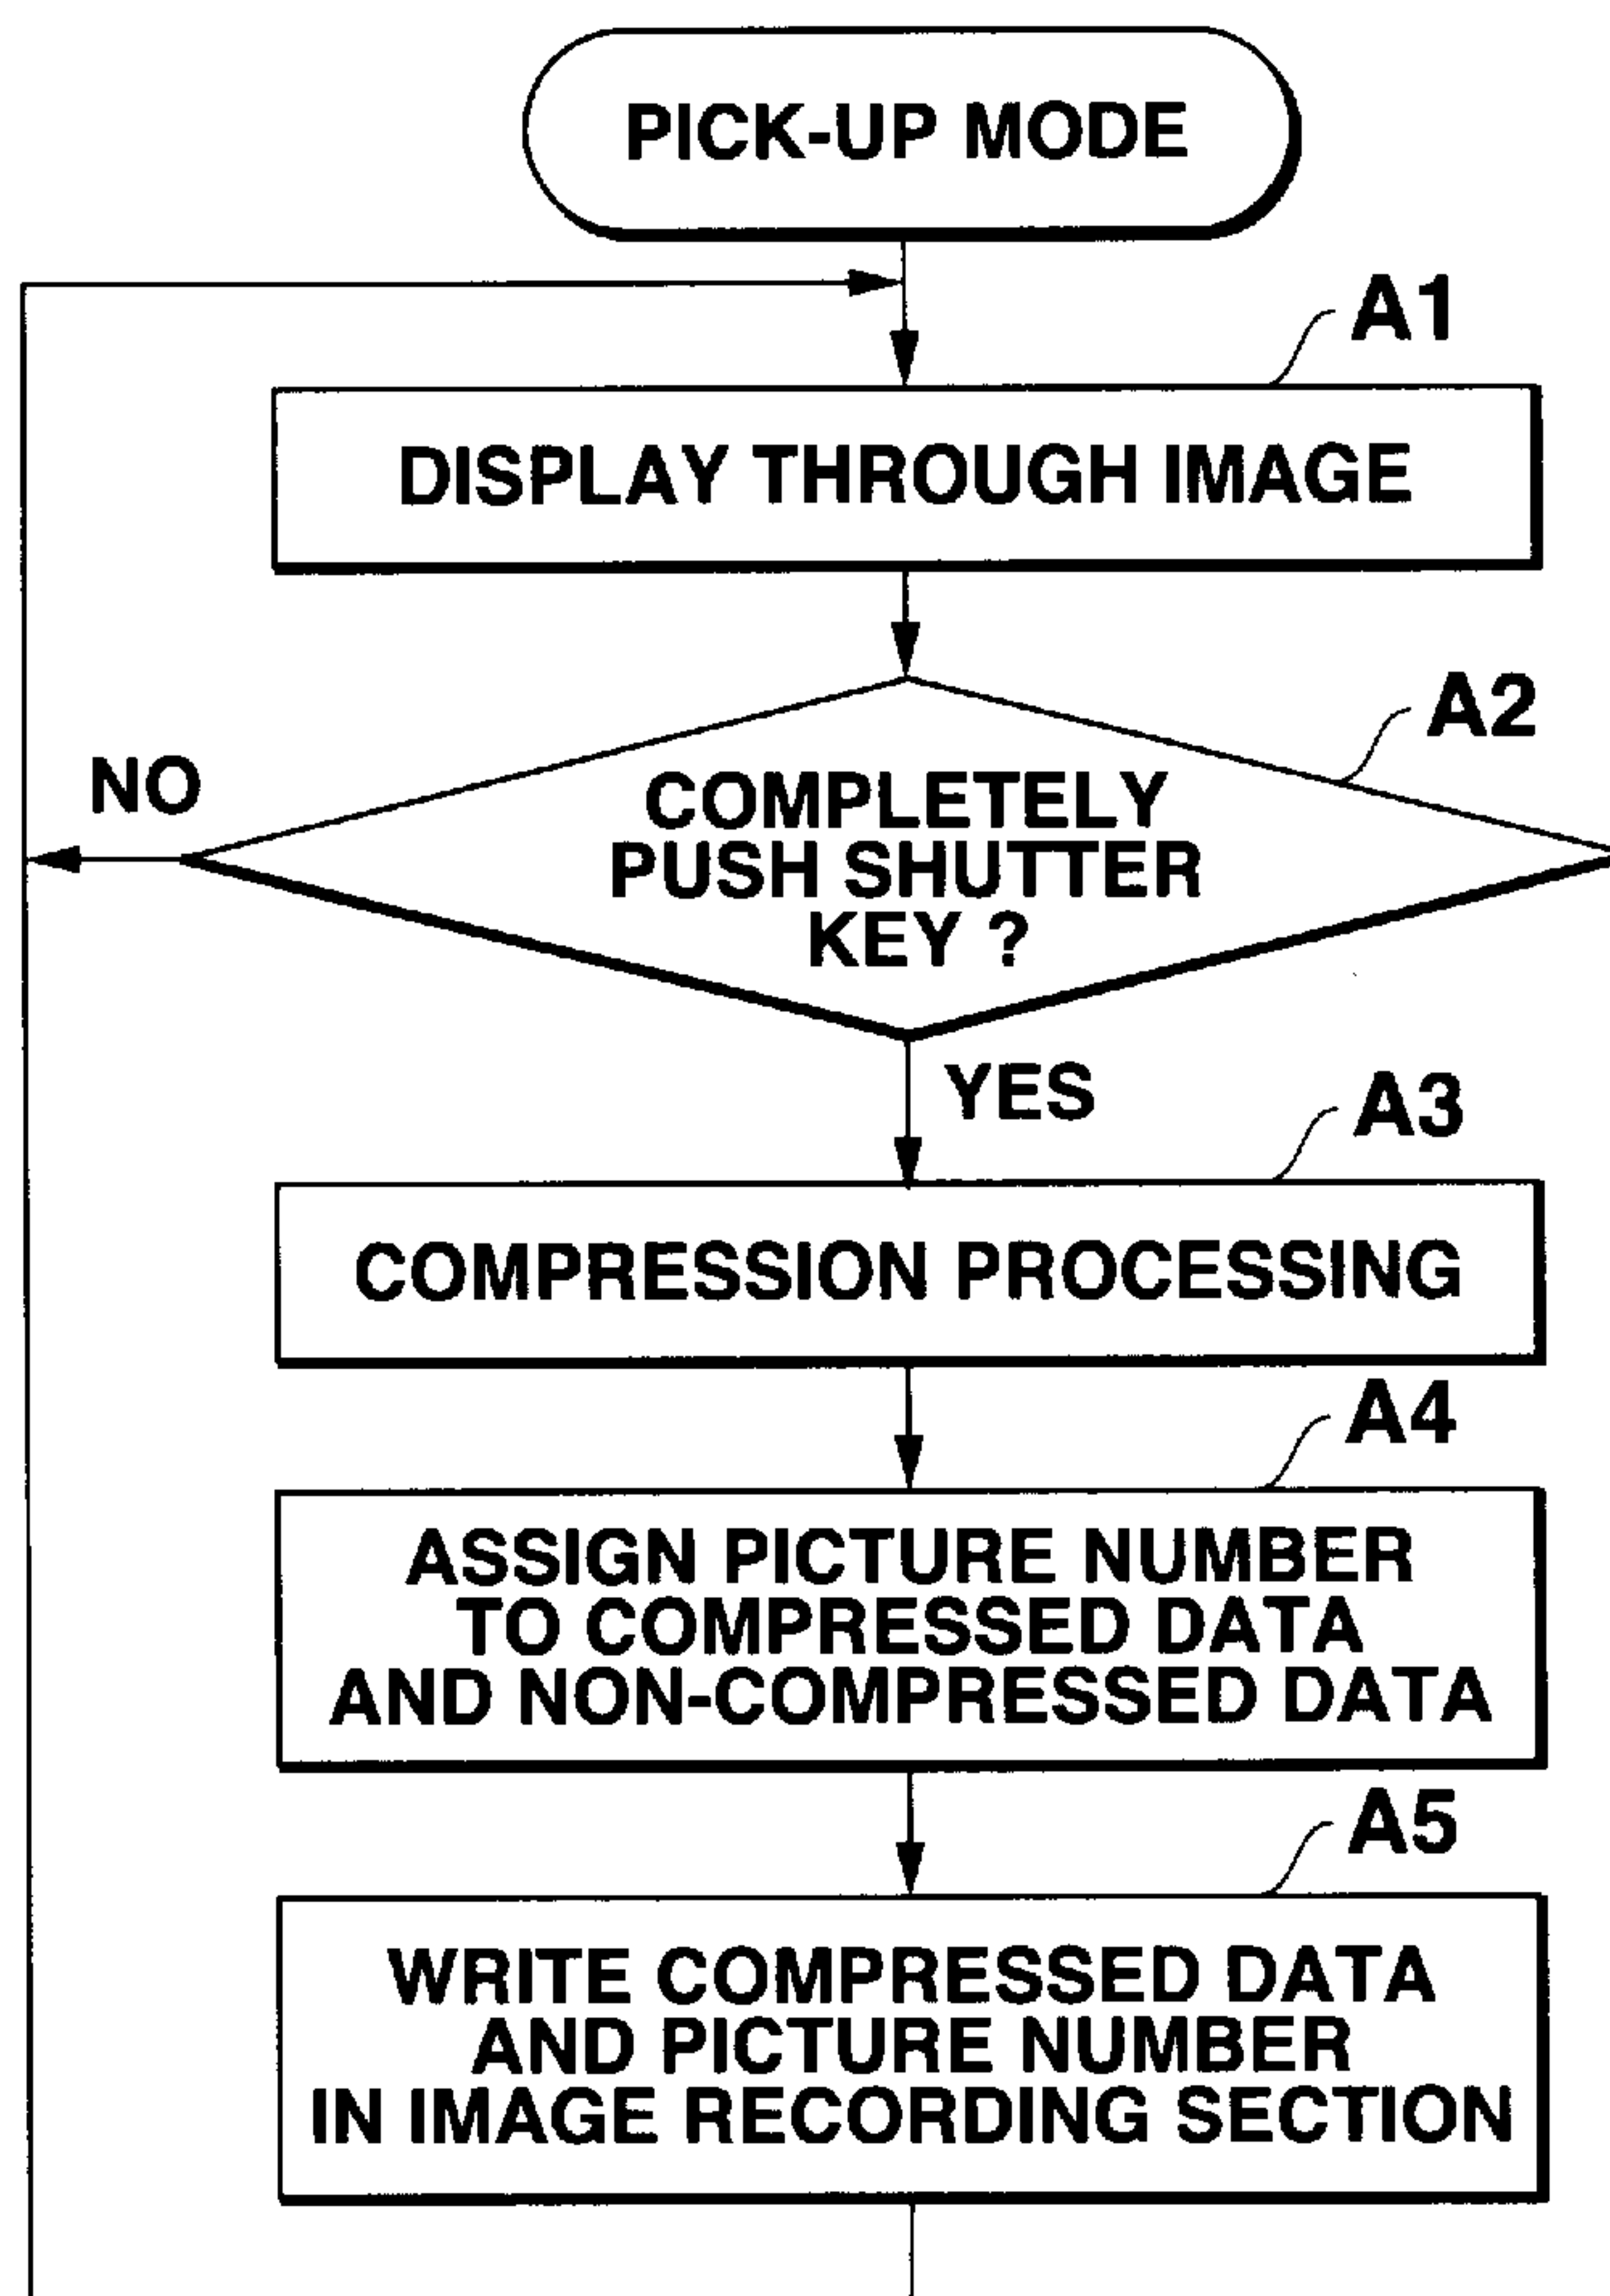 PICK-UP MODE
A1
DISPLAY THROUGH IMAGE
A2
NO
COMPLETELY
PUSH SHUTTER
KEY ?
YES
A3
COMPRESSION PROCESSING
A4
ASSIGN PICTURE NUMBER
TO COMPRESSED DATA
AND NON-COMPRESSED DATA
A5
WRITE COMPRESSED DATA
AND PICTURE NUMBER
IN IMAGE RECORDING SECTION